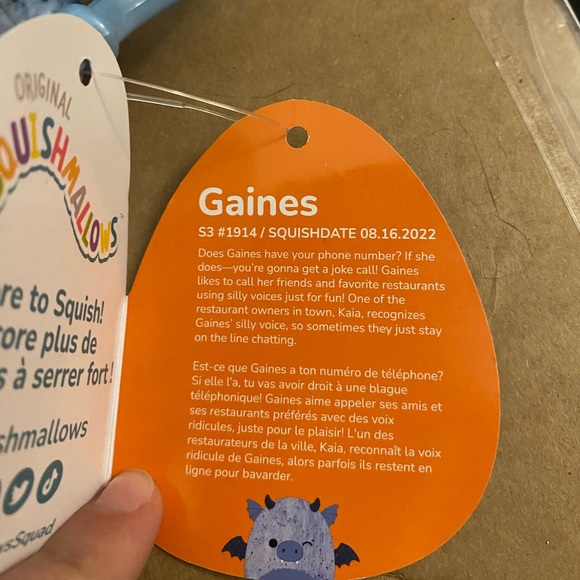 ORIGINAL
SQUISHMALLOWS
re to Squish!
core plus de
s à serrer fort!
shmallows
wsSquad
Gaines
S3 #1914 / SQUISHDATE 08.16.2022
Does Gaines have your phone number? If she
does—you're gonna get a joke call! Gaines
likes to call her friends and favorite restaurants
using silly voices just for fun! One of the
restaurant owners in town, Kaia, recognizes
Gaines' silly voice, so sometimes they just stay
on the line chatting.
Est-ce que Gaines a ton numéro de téléphone?
Si elle l'a, tu vas avoir droit à une blague
téléphonique! Gaines aime appeler ses amis et
ses restaurants préférés avec des voix
ridicules, juste pour le plaisir! L'un des
restaurateurs de la ville, Kaia, reconnaît la voix
ridicule de Gaines, alors parfois ils restent en
ligne pour bavarder.